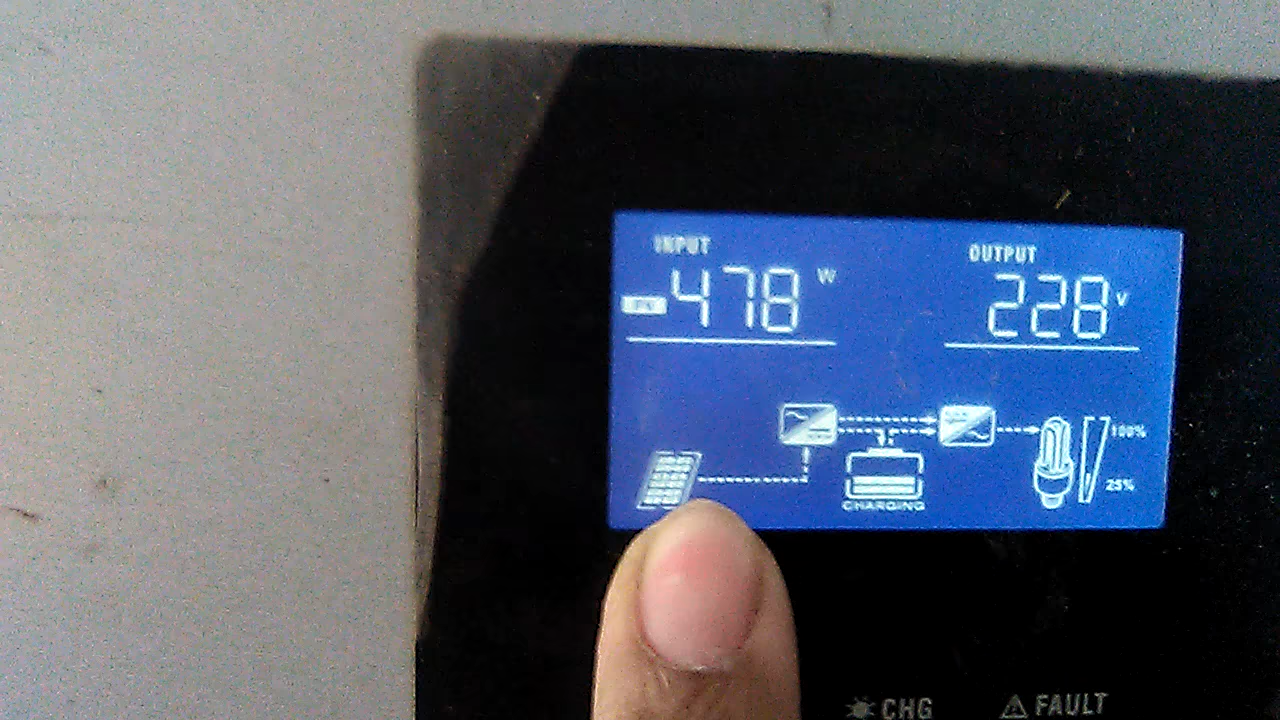 INPUT
PV 478 W
OUTPUT
228 V
100%
25%
CHARGING
CHG
FAULT